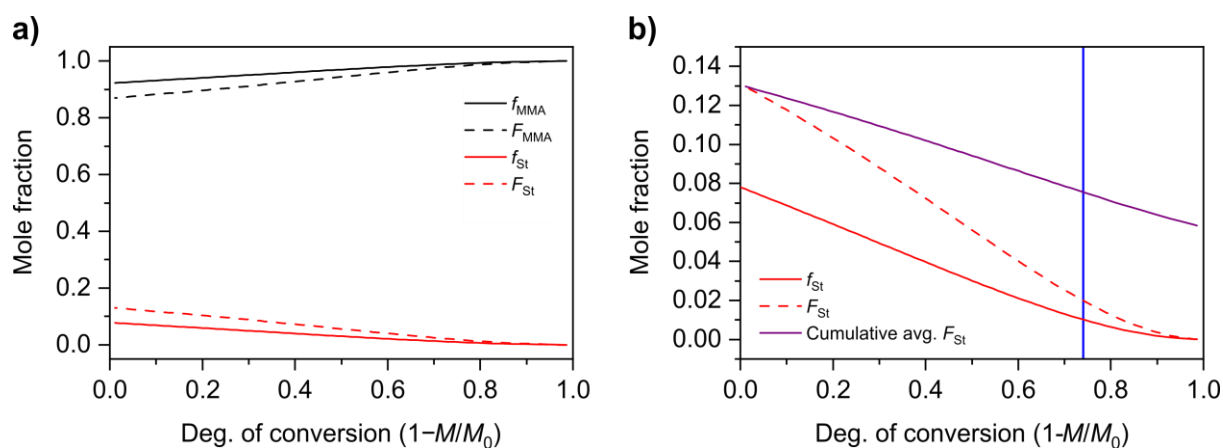 a)
Mole fraction
1.0
0.8
0.6
0.4
0.2
0.0
f_MMA
F_MMA
f_St
F_St
0.0 0.2 0.4 0.6 0.8 1.0
Deg. of conversion (1−M/M_0)
b)
Mole fraction
0.14
0.12
0.10
0.08
0.06
0.04
0.02
0.00
f_St
F_St
Cumulative avg. F_St
0.0 0.2 0.4 0.6 0.8 1.0
Deg. of conversion (1-M/M_0)